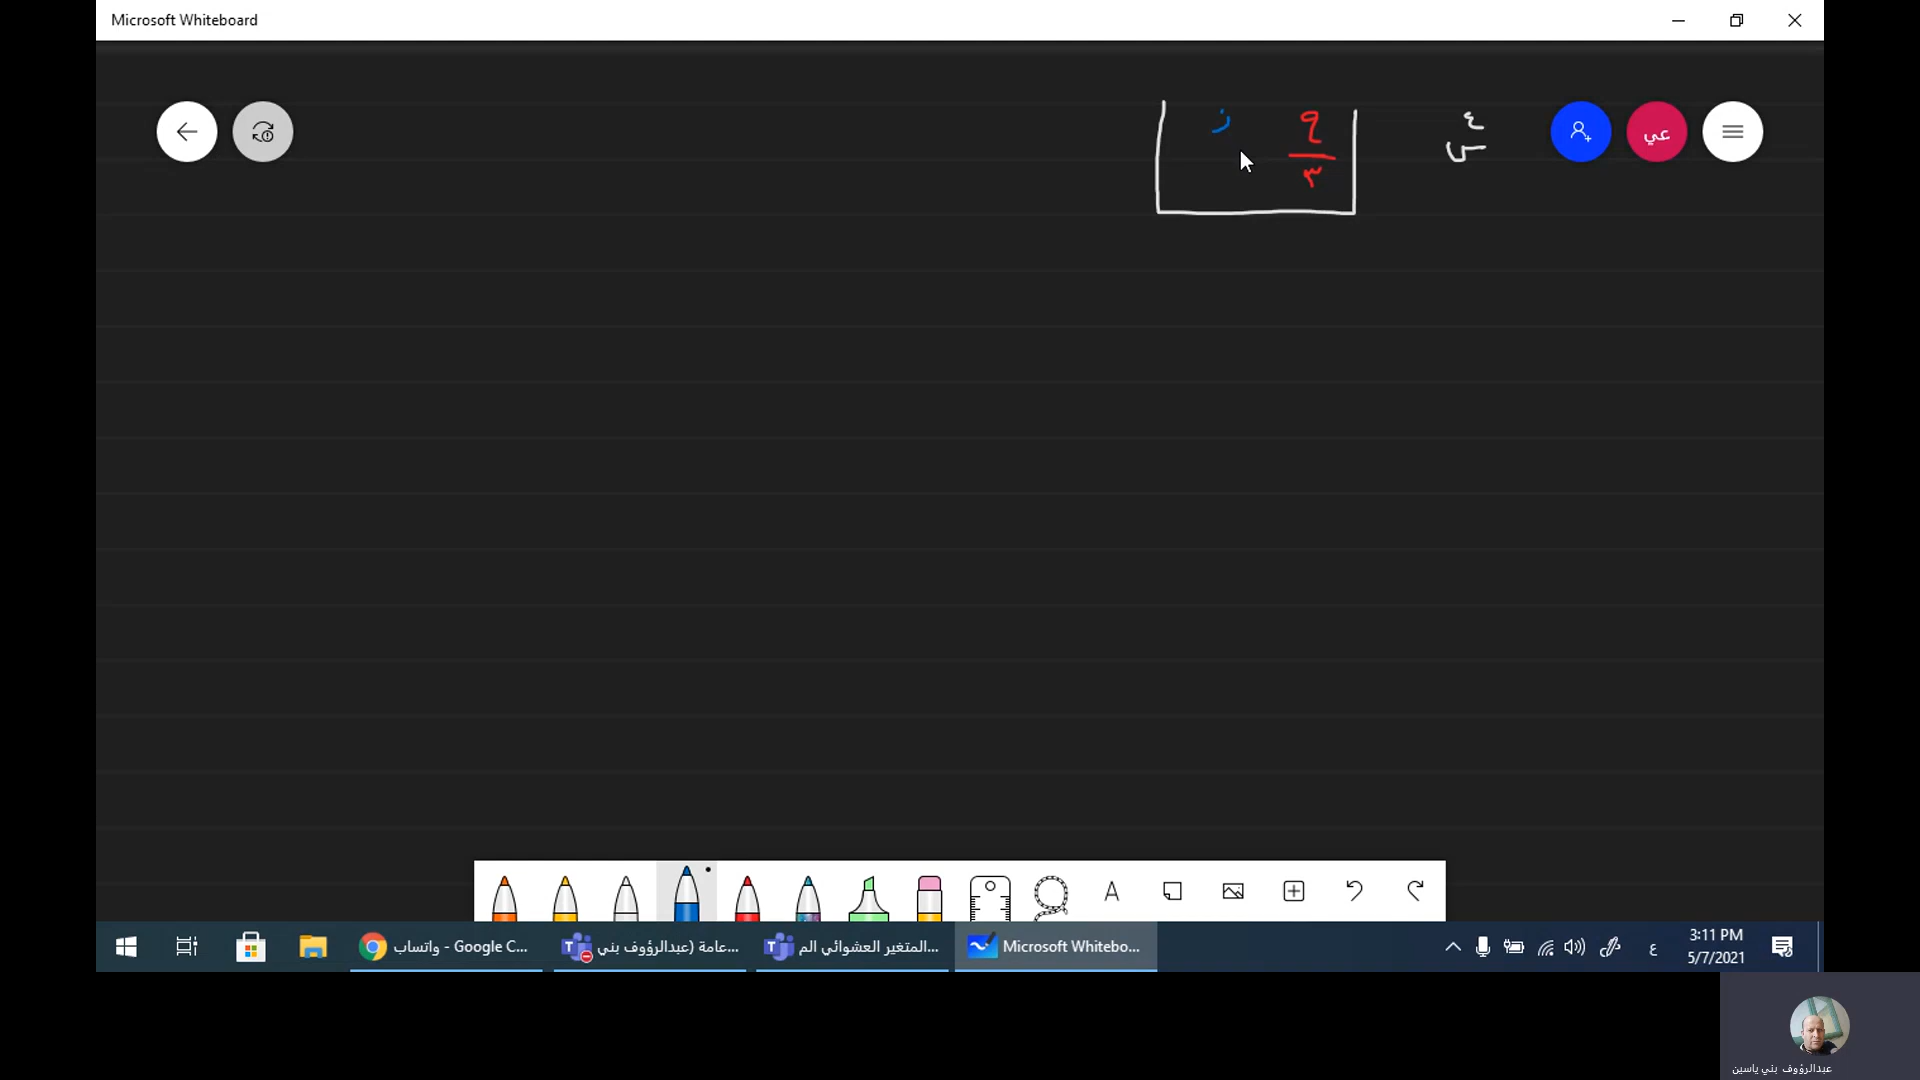 Microsoft Whiteboard
ع
س
٩
٣
ز
عي
A
واتساب - Google C...
عامة (عبدالرؤوف بني...
المتغير العشوائي الم...
Microsoft Whitebo...
ع
3:11 PM
5/7/2021
عبدالرؤوف بني ياسين